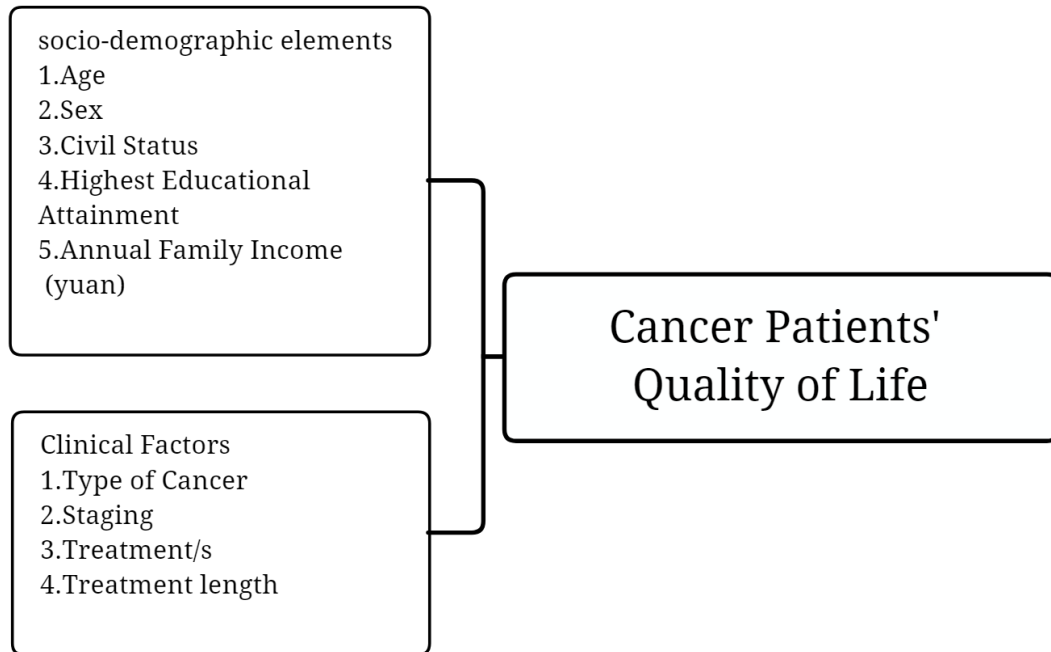 socio-demographic elements
1.Age
2.Sex
3.Civil Status
4.Highest Educational
Attainment
5.Annual Family Income
(yuan)
Clinical Factors
1.Type of Cancer
2.Staging
3.Treatment/s
4.Treatment length
Cancer Patients'
Quality of Life